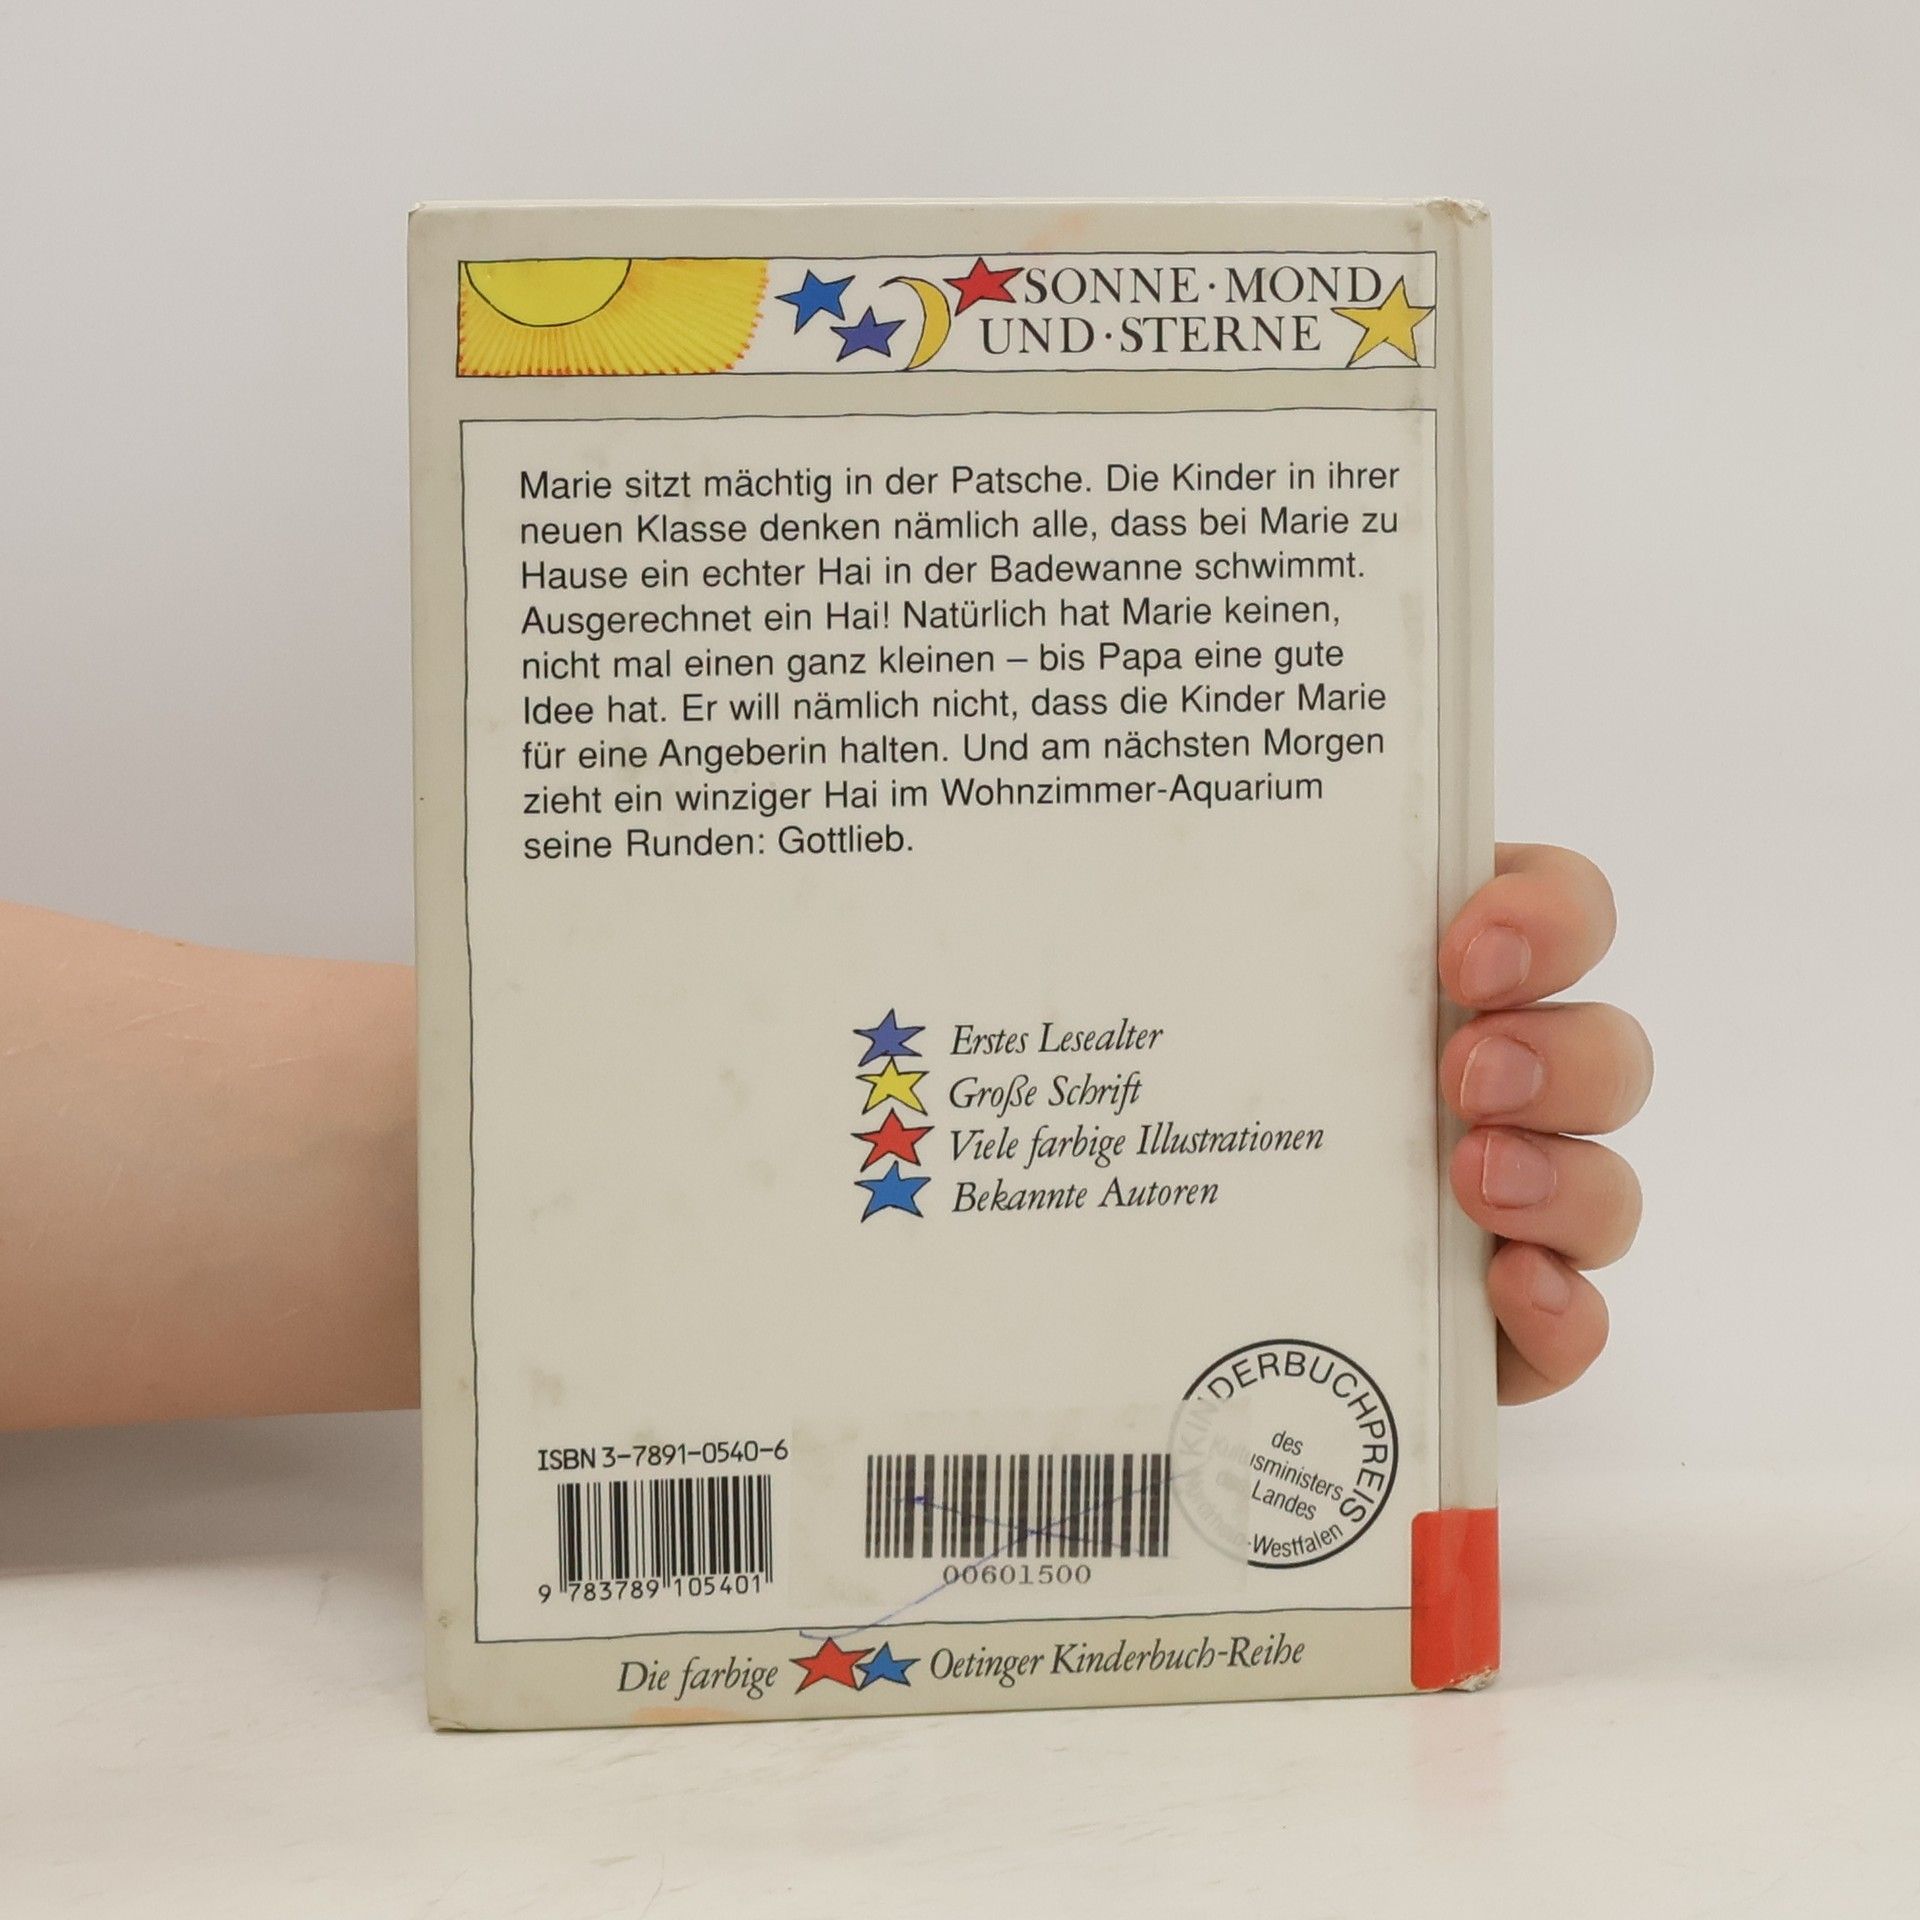 SONNE·MOND
UND·STERNE
Marie sitzt mächtig in der Patsche. Die Kinder in ihrer
neuen Klasse denken nämlich alle, dass bei Marie zu
Hause ein echter Hai in der Badewanne schwimmt.
Ausgerechnet ein Hai! Natürlich hat Marie keinen,
nicht mal einen ganz kleinen – bis Papa eine gute
Idee hat. Er will nämlich nicht, dass die Kinder Marie
für eine Angeberin halten. Und am nächsten Morgen
zieht ein winziger Hai im Wohnzimmer-Aquarium
seine Runden: Gottlieb.
Erstes Lesealter
Große Schrift
Viele farbige Illustrationen
Bekannte Autoren
ISBN 3-7891-0540-6
9 783789 105401
00601500
KINDERBUCHPREIS
des
usministers
Landes
-Westfalen
Die farbige Oetinger Kinderbuch-Reihe